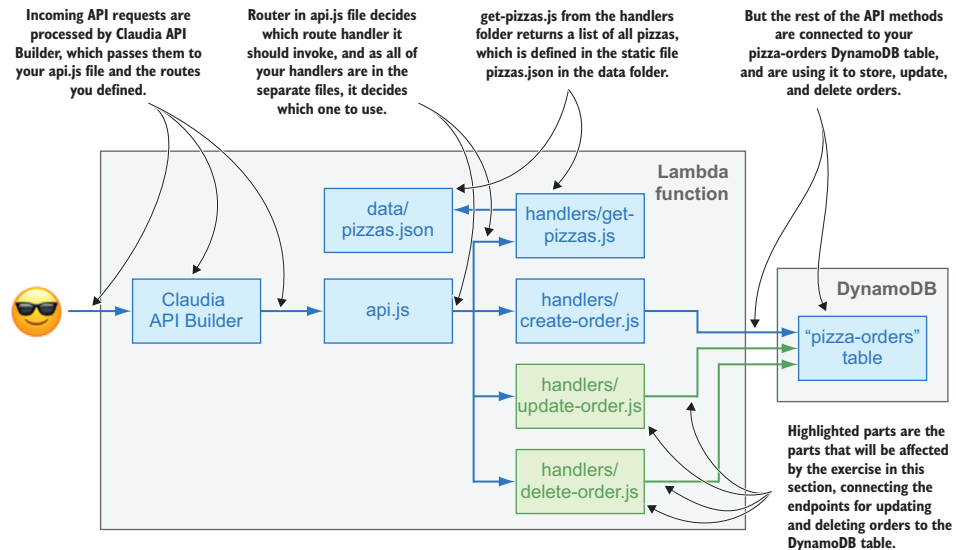 Incoming API requests are
processed by Claudia API
Builder, which passes them to
your api.js file and the routes
you defined.
Router in api.js file decides
which route handler it
should invoke, and as all of
your handlers are in the
separate files, it decides
which one to use.
get-pizzas.js from the handlers
folder returns a list of all pizzas,
which is defined in the static file
pizzas.json in the data folder.
But the rest of the API methods
are connected to your
pizza-orders DynamoDB table,
and are using it to store, update,
and delete orders.
Lambda
function
data/
pizzas.json
handlers/get-
pizzas.js
Claudia
API Builder
api.js
handlers/
create-order.js
DynamoDB
“pizza-orders”
table
handlers/
update-order.js
handlers/
delete-order.js
Highlighted parts are the
parts that will be affected
by the exercise in this
section, connecting the
endpoints for updating
and deleting orders to the
DynamoDB table.